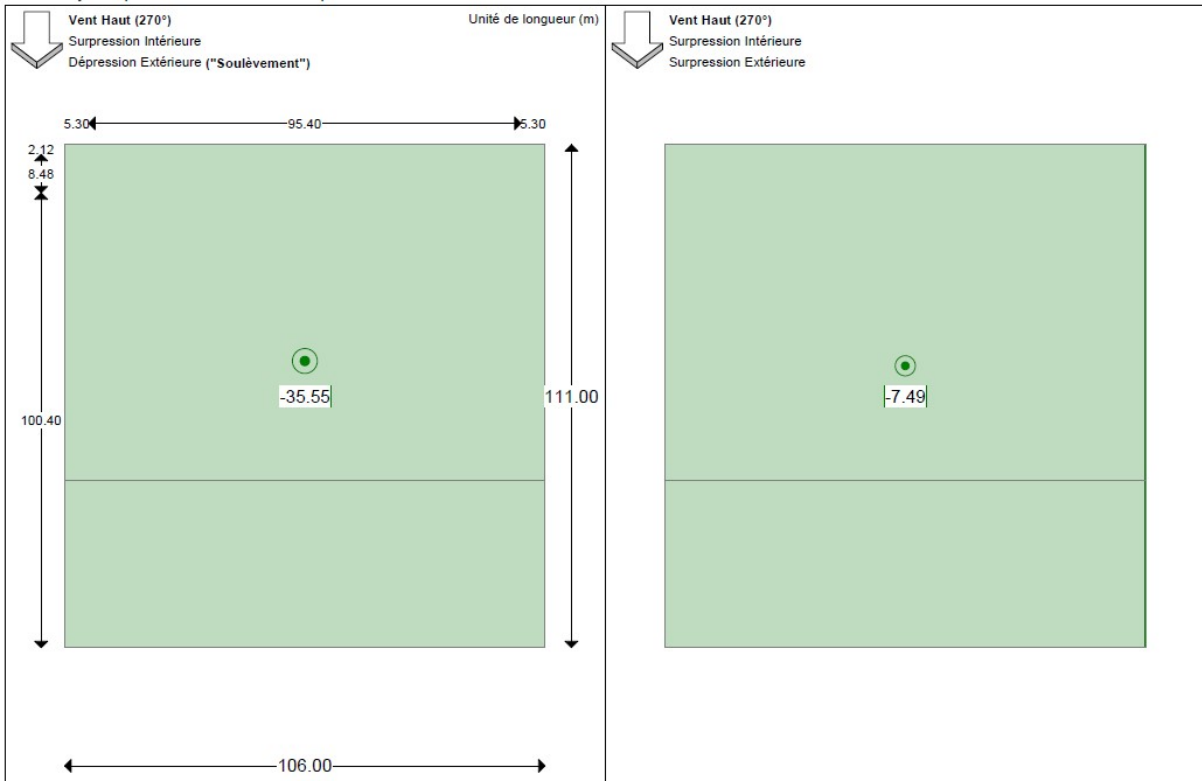 Vent Haut (270°)
Unité de longueur (m)
Surpression Intérieure
Dépression Extérieure ("Soulèvement")
5.30
95.40
5.30
2.12
8.48
-35.55
111.00
100.40
106.00
Vent Haut (270°)
Surpression Intérieure
Surpression Extérieure
-7.49